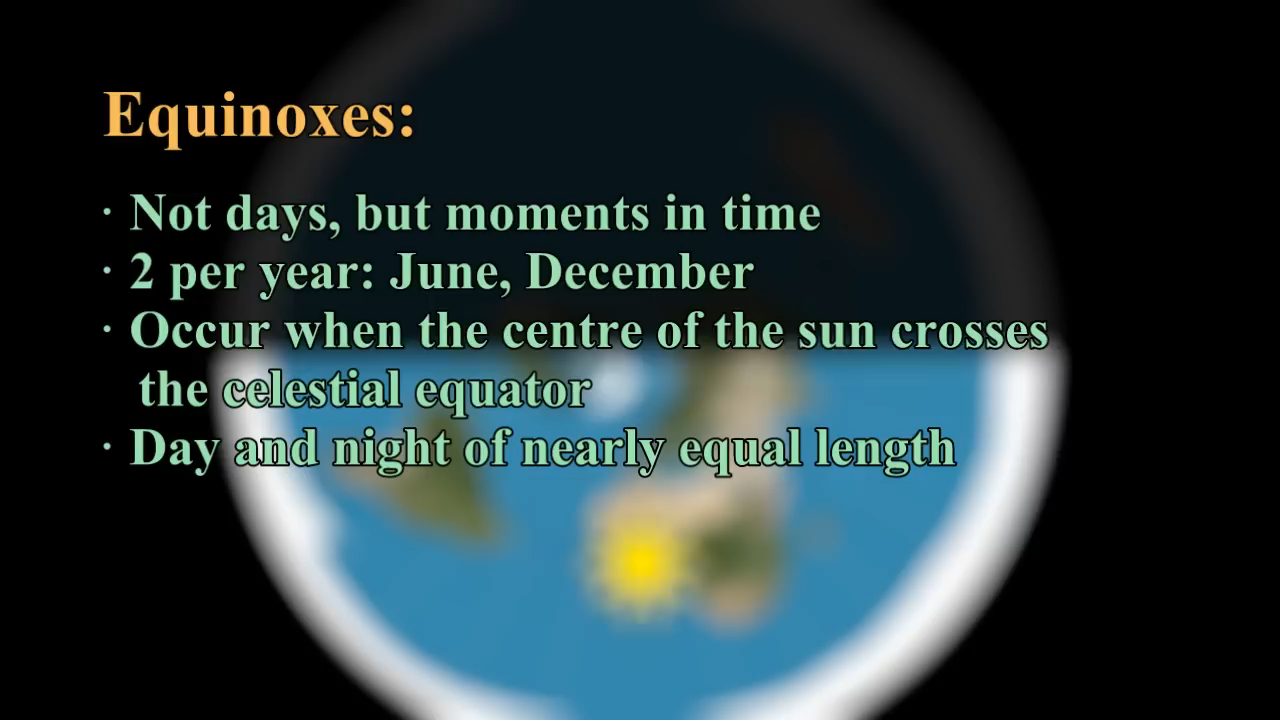 Equinoxes:
· Not days, but moments in time
· 2 per year: June, December
· Occur when the centre of the sun crosses
the celestial equator
· Day and night of nearly equal length